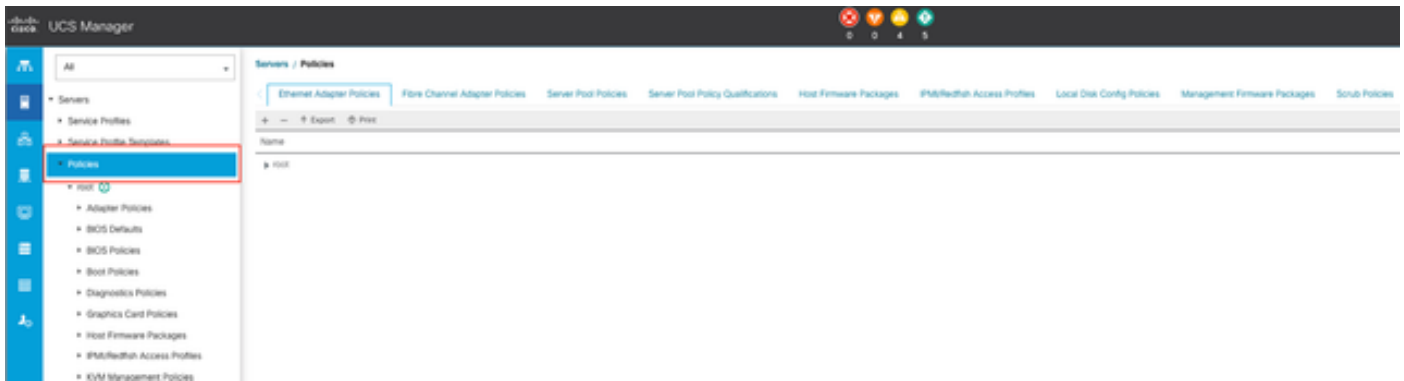 cisco UCS Manager
0 0 4 5
All
Servers / Policies
Ethernet Adapter Policies Fibre Channel Adapter Policies Server Pool Policies Server Pool Policy Qualifications Host Firmware Packages IPMI/Redfish Access Profiles Local Disk Config Policies Management Firmware Packages Scrub Policies
+ − Export Print
Name
root
Servers
Service Profiles
Service Profile Templates
Policies
root
Adapter Policies
BIOS Defaults
BIOS Policies
Boot Policies
Diagnostics Policies
Graphics Card Policies
Host Firmware Packages
IPMI/Redfish Access Profiles
KVM Management Policies